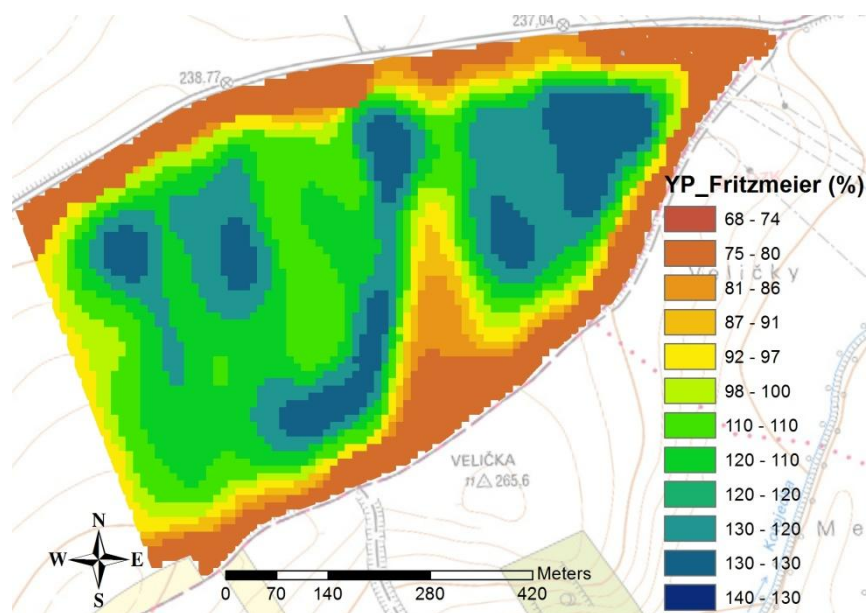 237.04
238.77
YP_Fritzmeier (%)
68 - 74
75 - 80
81 - 86
87 - 91
92 - 97
98 - 100
110 - 110
120 - 110
120 - 120
130 - 120
130 - 130
140 - 130
Veličky
VELIČKA
265,6
N
W E
S
0 70 140 280 420
Meters